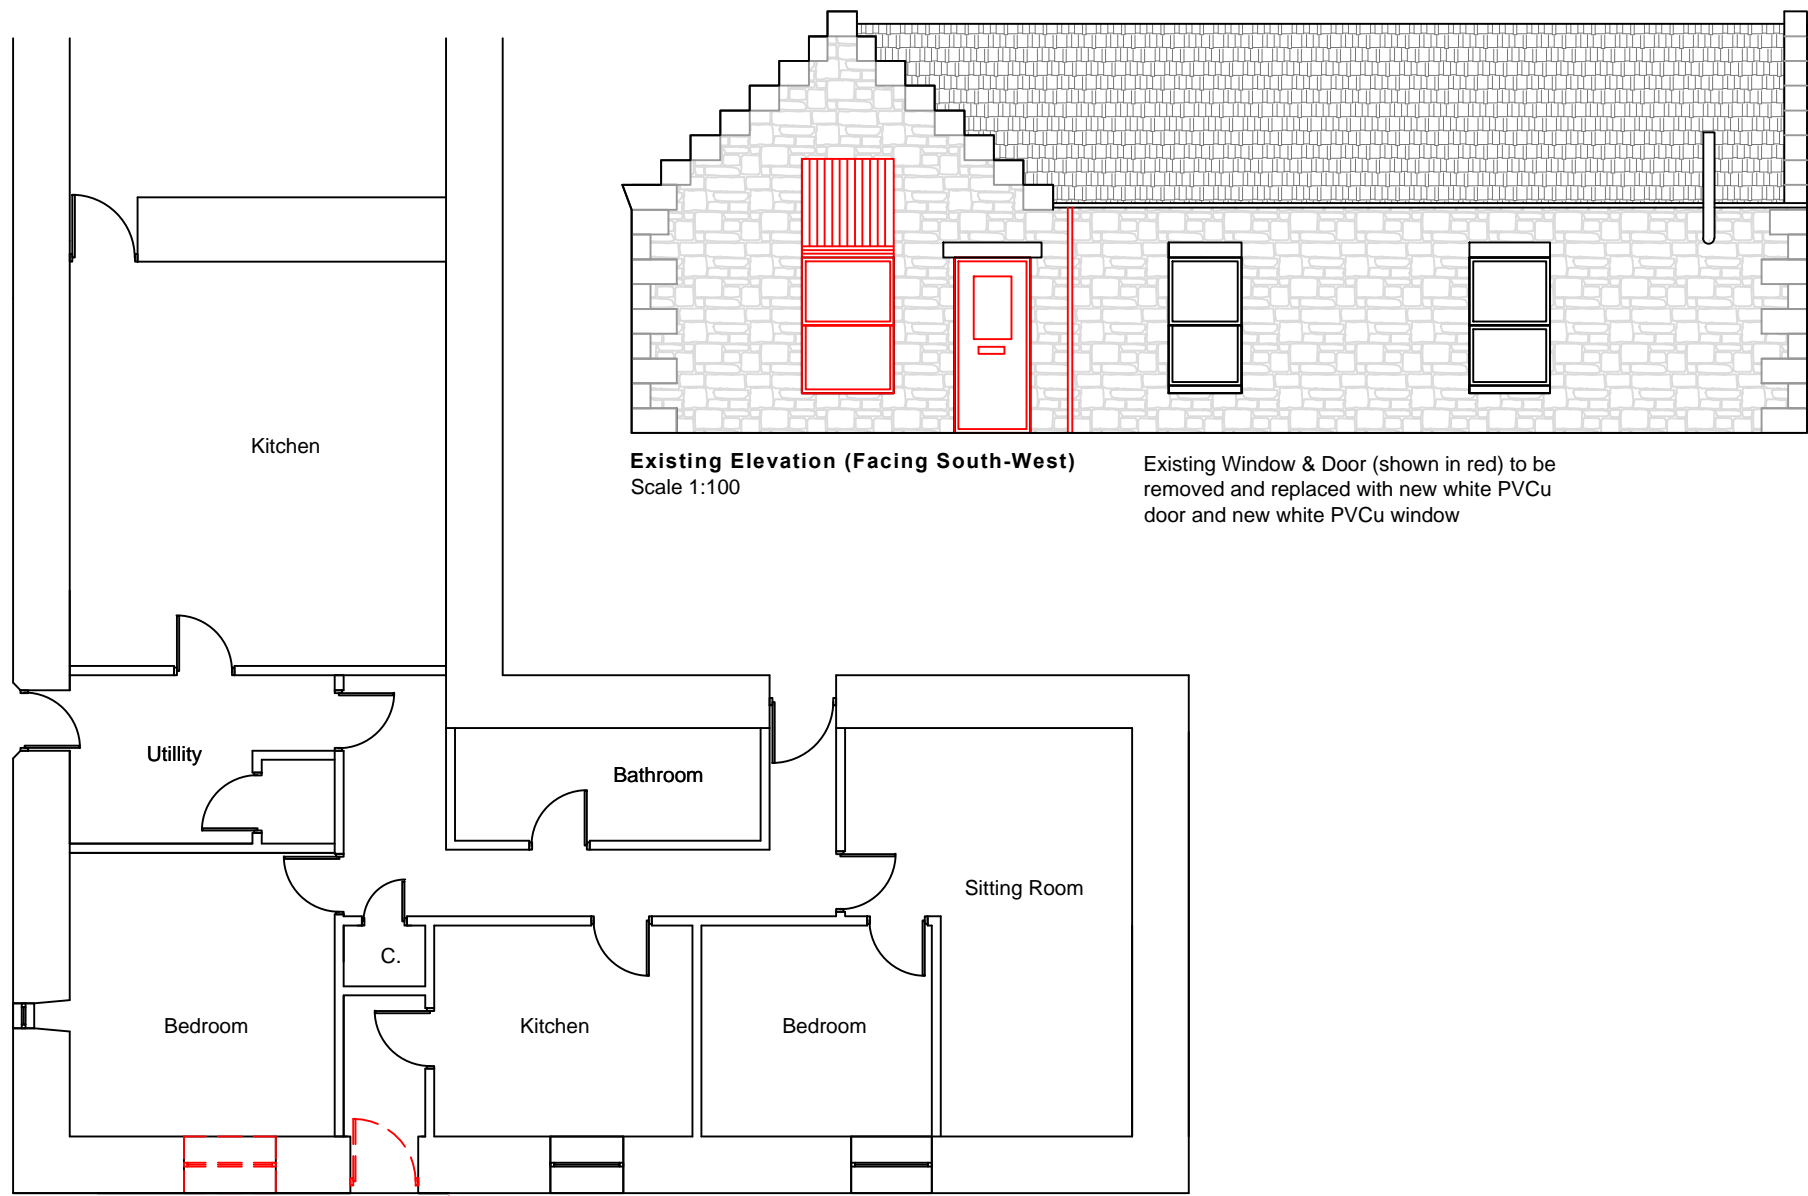 Existing Elevation (Facing South-West)
Scale 1:100
Existing Window & Door (shown in red) to be
removed and replaced with new white PVCu
door and new white PVCu window
Kitchen
Utillity
Bathroom
Sitting Room
C.
Bedroom
Kitchen
Bedroom